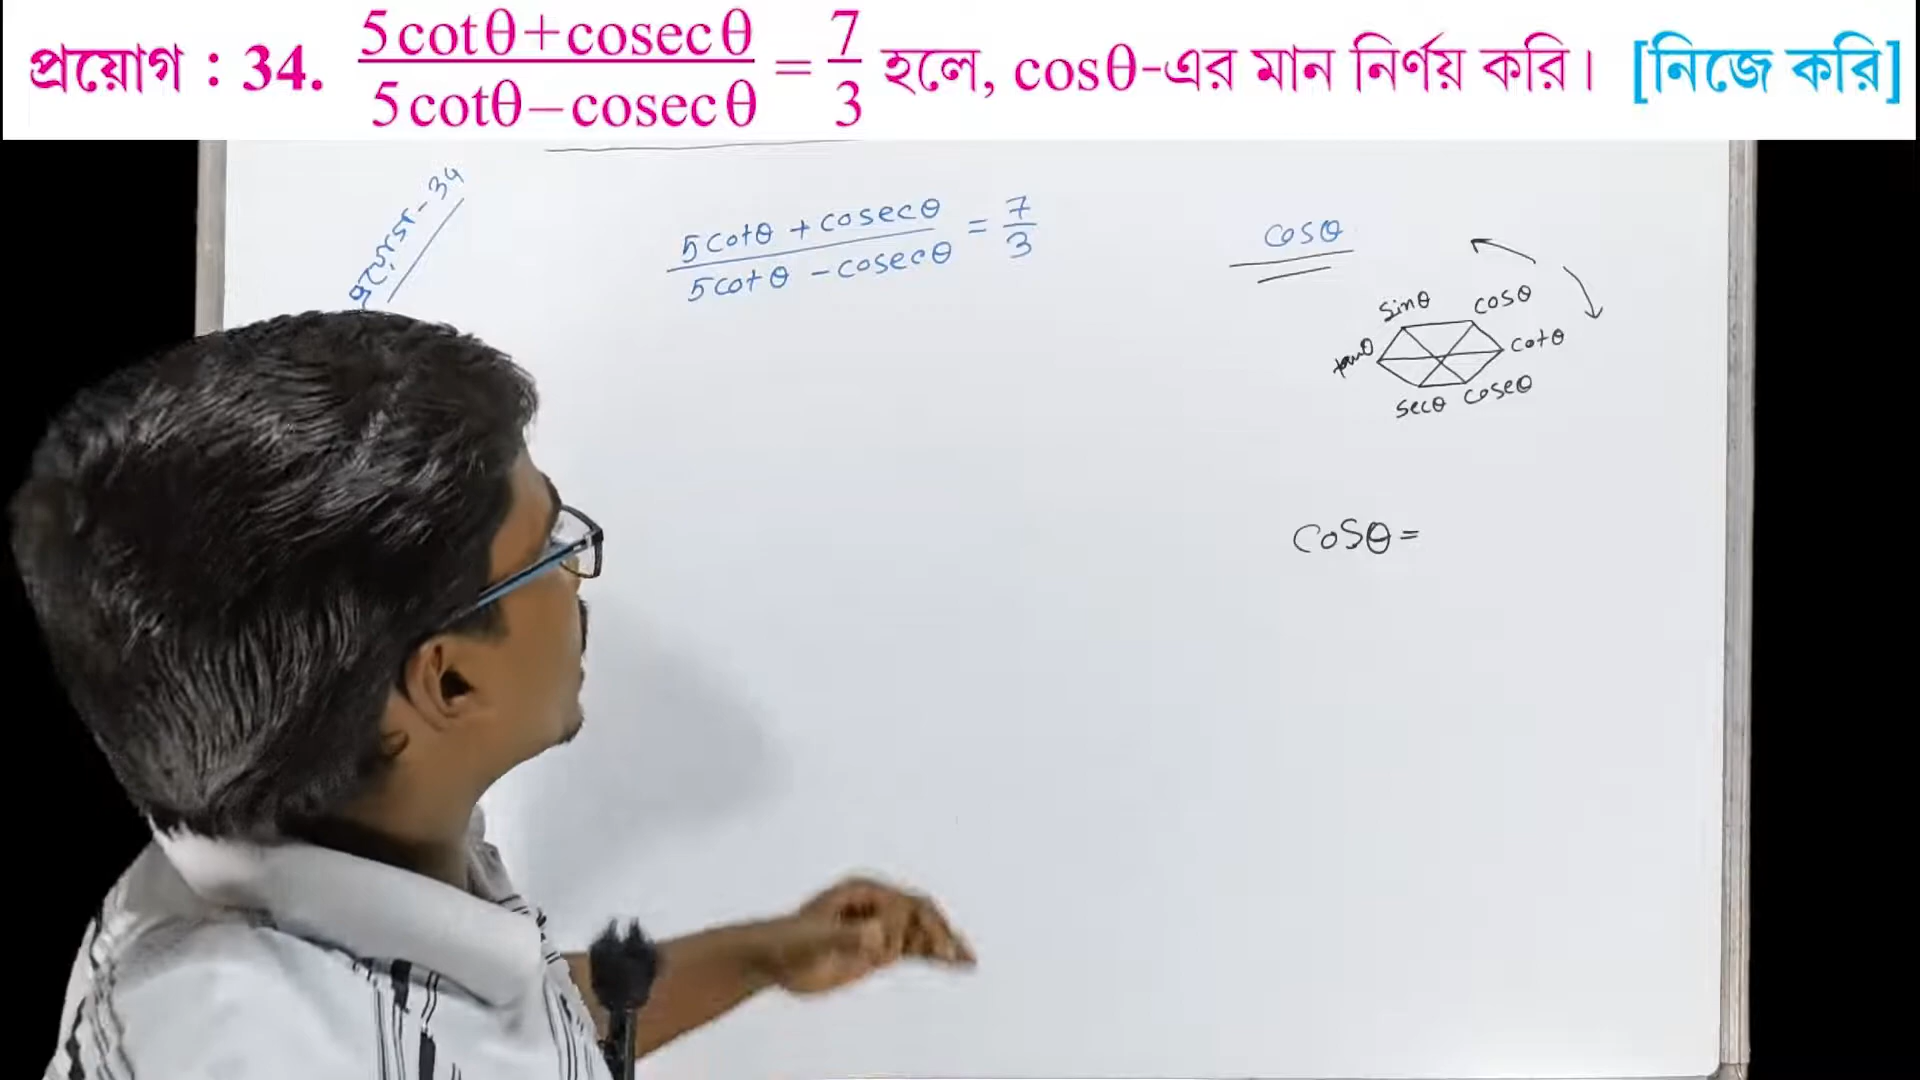 প্রয়োগ : 34. (5cotθ+cosecθ)/(5cotθ−cosecθ) = 7/3 হলে, cosθ-এর মান নির্ণয় করি। [নিজে করি]
প্রয়োগ - 34
(5cotθ + cosecθ)/(5cotθ − cosecθ) = 7/3
cosθ
sinθ cosθ
tanθ cotθ
secθ coseθ
cosθ =